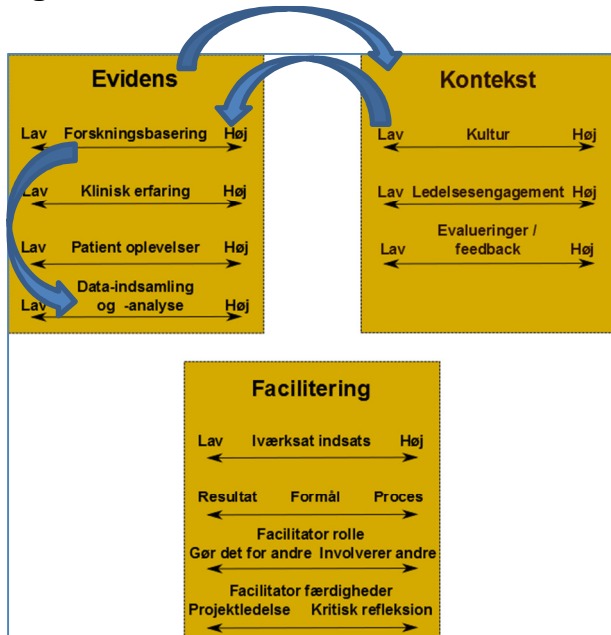 Evidens
Lav Forskningsbasering Høj
Lav Klinisk erfaring Høj
Lav Patient oplevelser Høj
Data-indsamling
Lav og -analyse Høj
Kontekst
Lav Kultur Høj
Lav Ledelsesengagement Høj
Evalueringer /
Lav feedback Høj
Facilitering
Lav Iværksat indsats Høj
Resultat Formål Proces
Facilitator rolle
Gør det for andre Involverer andre
Facilitator færdigheder
Projektledelse Kritisk refleksion